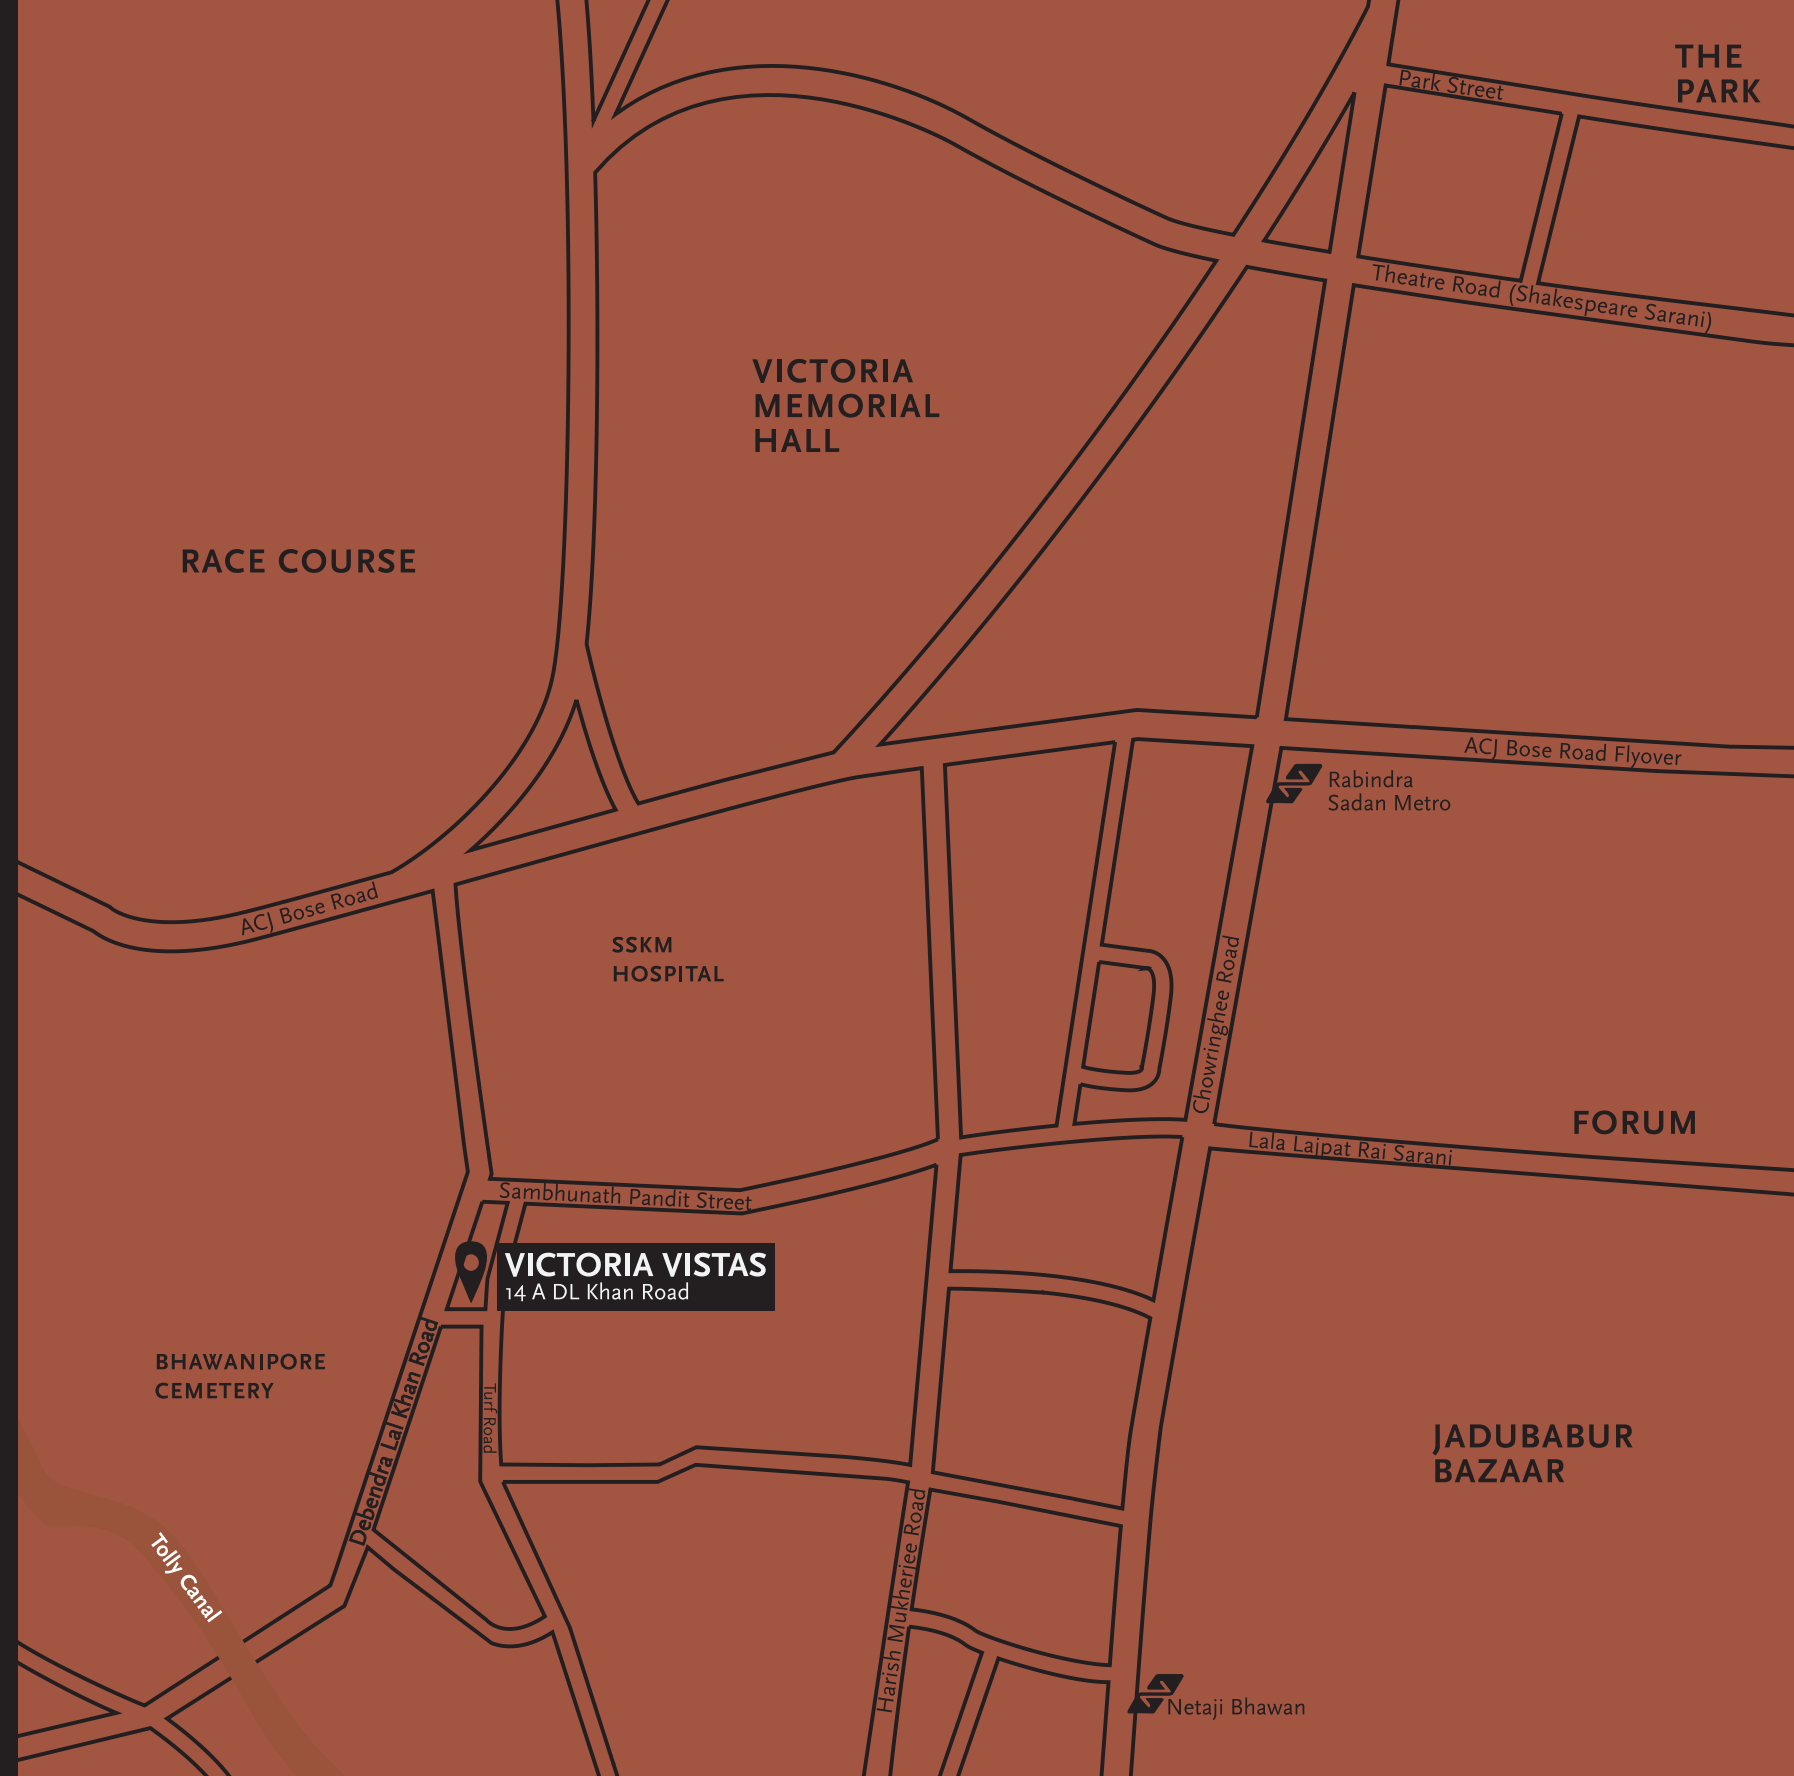 THE
PARK
Park Street
Theatre Road (Shakespeare Sarani)
VICTORIA
MEMORIAL
HALL
RACE COURSE
ACJ Bose Road Flyover
Rabindra
Sadan Metro
ACJ Bose Road
SSKM
HOSPITAL
Chowringhee Road
FORUM
Lala Lajpat Rai Sarani
Sambhunath Pandit Street
VICTORIA VISTAS
14 A DL Khan Road
BHAWANIPORE
CEMETERY
Debendra Lal Khan Road
Turf Road
JADUBABUR
BAZAAR
Tolly Canal
Harish Mukherjee Road
Netaji Bhawan